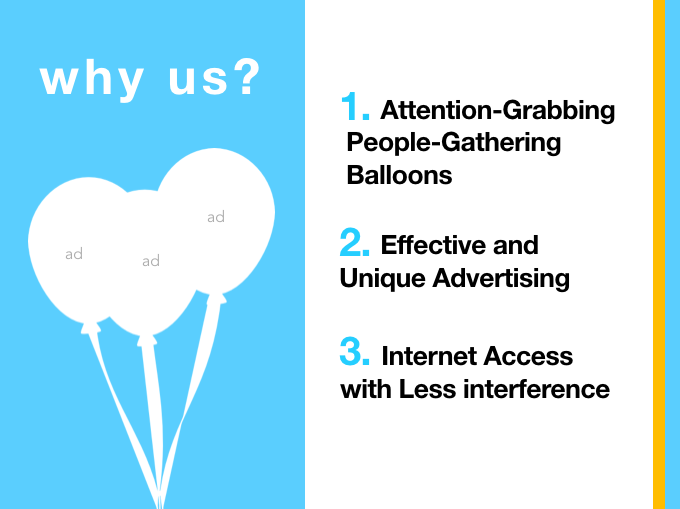 why us?
ad
ad
ad
1. Attention-Grabbing
People-Gathering
Balloons
2. Effective and
Unique Advertising
3. Internet Access
with Less interference